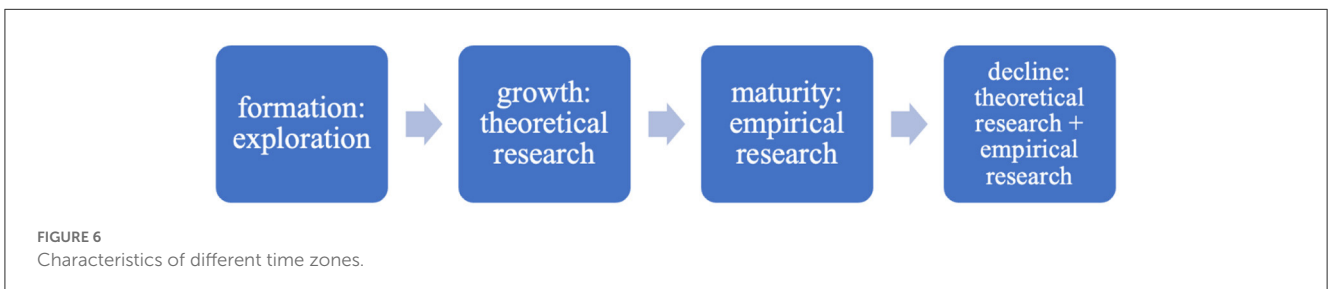 formation:
exploration
growth:
theoretical
research
maturity:
empirical
research
decline:
theoretical
research +
empirical
research
FIGURE 6
Characteristics of different time zones.